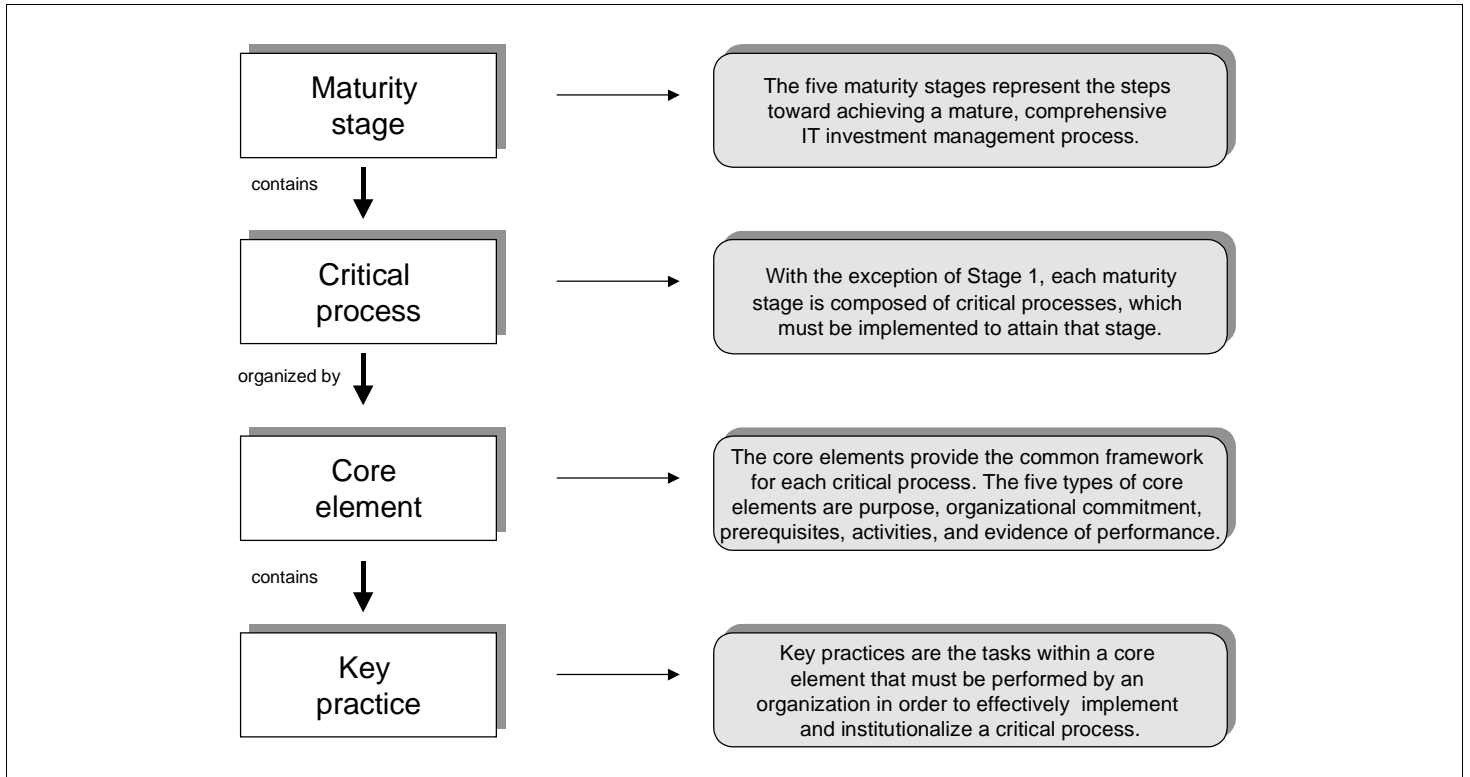 Maturity
stage
The five maturity stages represent the steps
toward achieving a mature, comprehensive
IT investment management process.
contains
Critical
process
With the exception of Stage 1, each maturity
stage is composed of critical processes, which
must be implemented to attain that stage.
organized by
Core
element
The core elements provide the common framework
for each critical process. The five types of core
elements are purpose, organizational commitment,
prerequisites, activities, and evidence of performance.
contains
Key
practice
Key practices are the tasks within a core
element that must be performed by an
organization in order to effectively implement
and institutionalize a critical process.